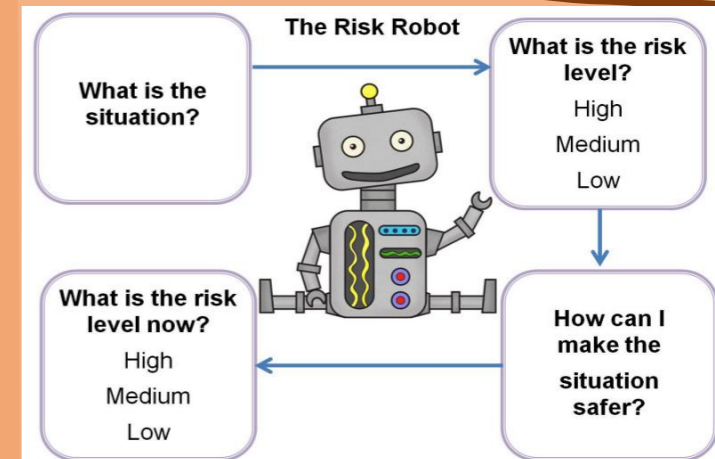 The Risk Robot
What is the
situation?
What is the risk
level?
High
Medium
Low
How can I
make the
situation
safer?
What is the risk
level now?
High
Medium
Low